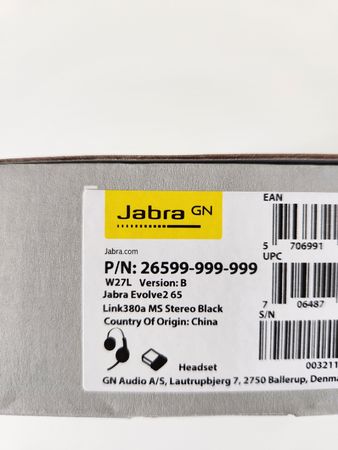 Jabra GN
Jabra.com
P/N: 26599-999-999
W27L Version: B
Jabra Evolve2 65
Link380a MS Stereo Black
Country Of Origin: China
Headset
GN Audio A/S, Lautrupbjerg 7, 2750 Ballerup, Denma
EAN
5 706991
UPC
7 06487
S/N
003211